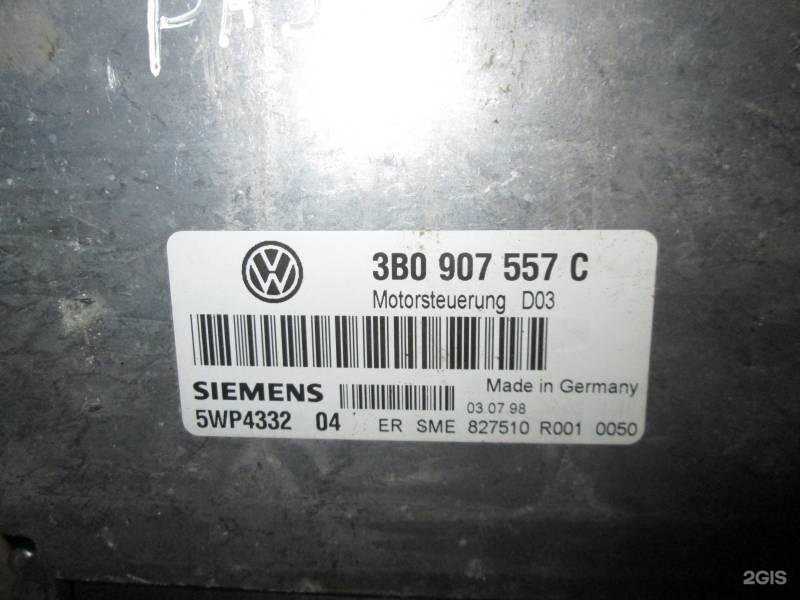 VW
3B0 907 557 C
Motorsteuerung D03
SIEMENS
Made in Germany
03.07.98
5WP4332 04 ER SME 827510 R001 0050
2GIS